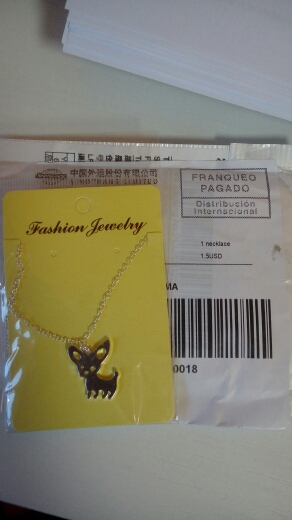 中国外运股份有限公司
LIMITED
FRANQUEO
PAGADO
Distribución
Internacional
Fashion Jewelry
1 necklace
1.5USD
MA
0018